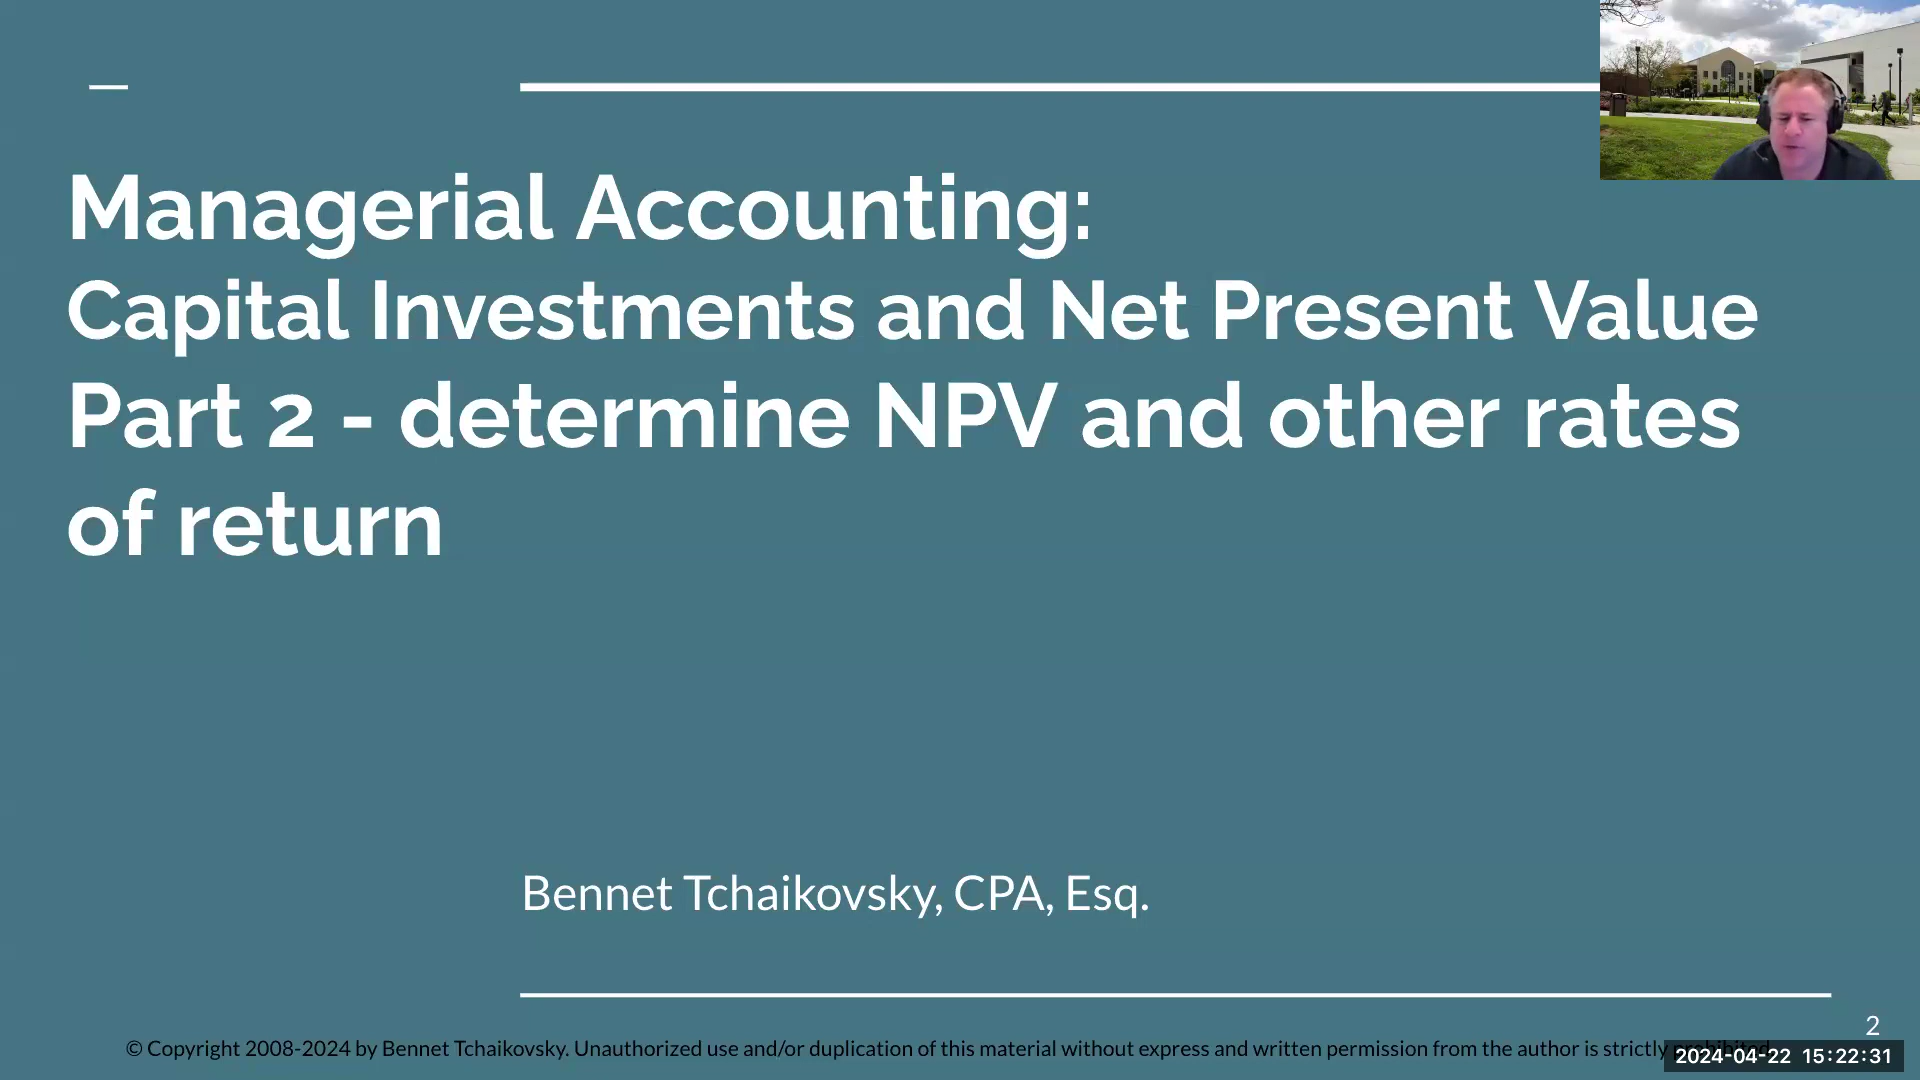 Managerial Accounting:
Capital Investments and Net Present Value
Part 2 - determine NPV and other rates
of return
Bennet Tchaikovsky, CPA, Esq.
2
© Copyright 2008-2024 by Bennet Tchaikovsky. Unauthorized use and/or duplication of this material without express and written permission from the author is strictly
2024-04-22 15:22:31